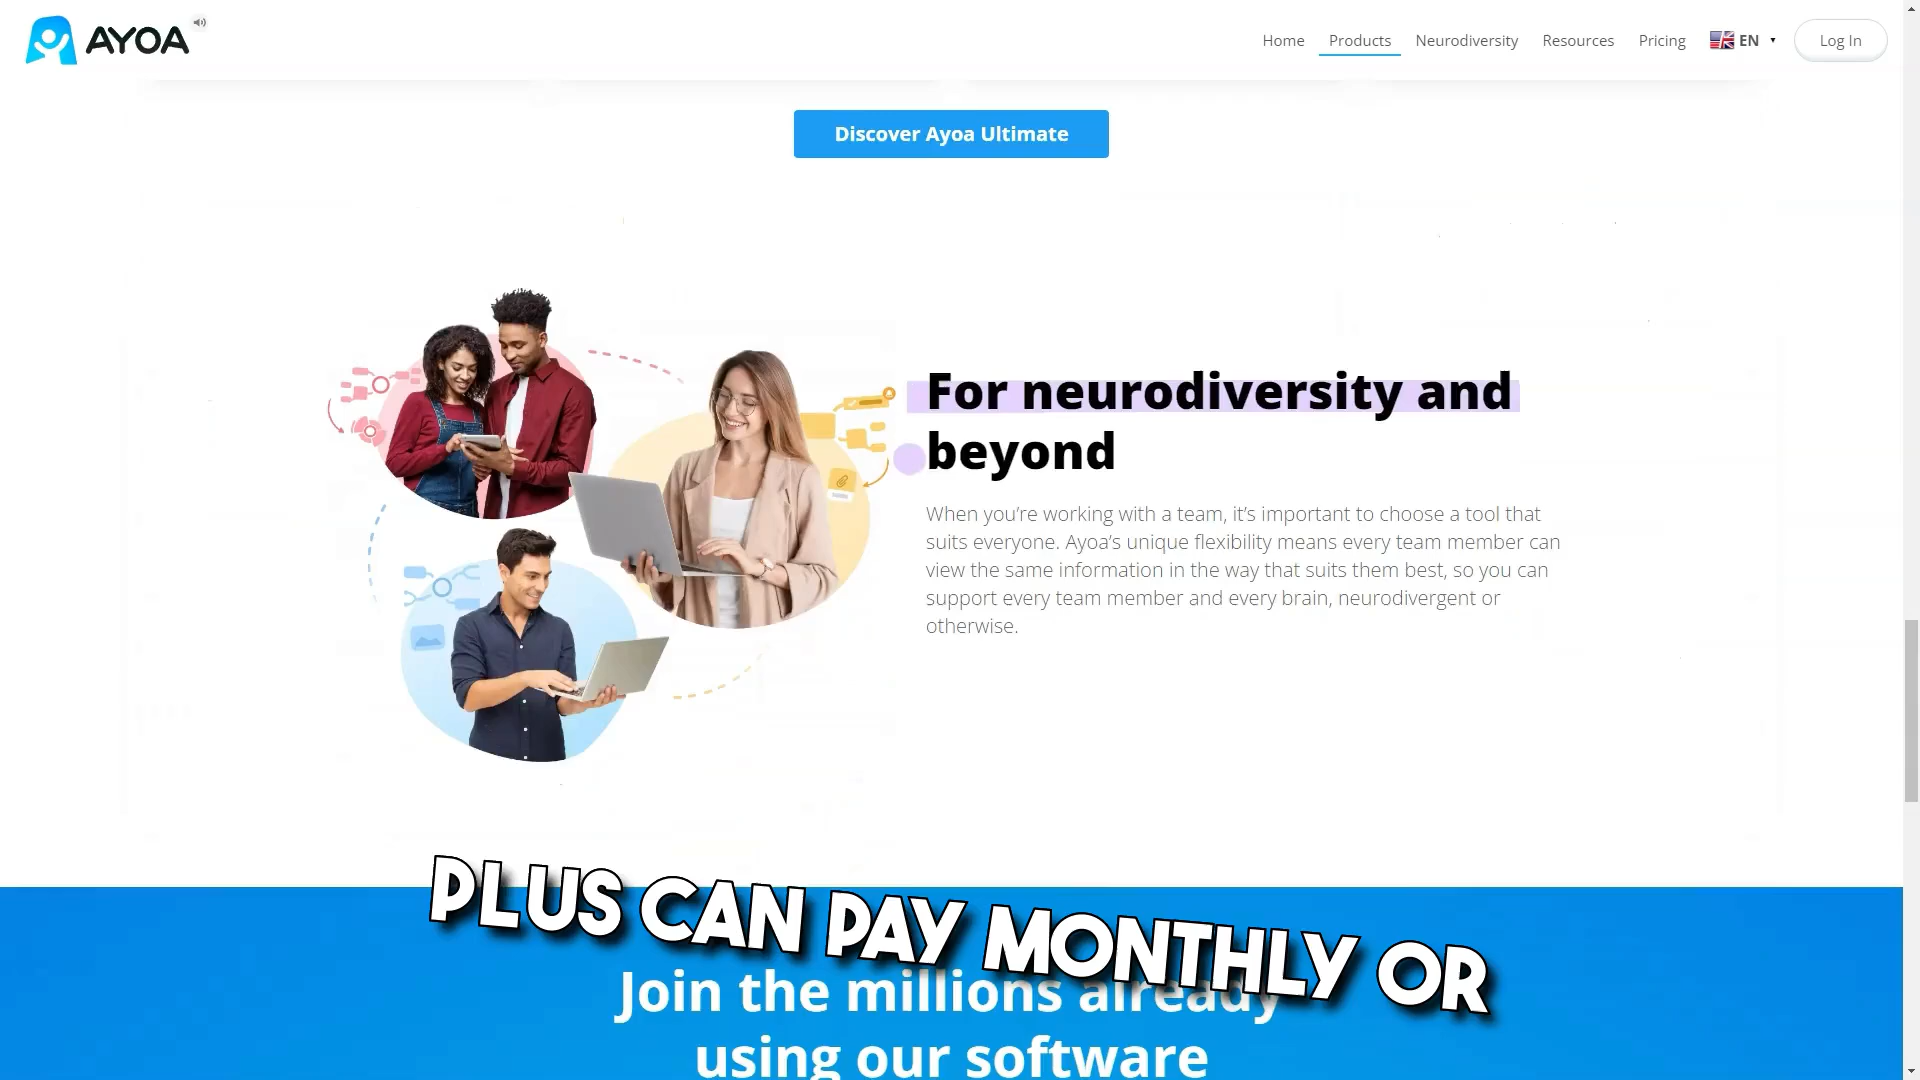 AYOA
Home Products Neurodiversity Resources Pricing EN Log In
Discover Ayoa Ultimate
For neurodiversity and
beyond
When you’re working with a team, it’s important to choose a tool that
suits everyone. Ayoa’s unique flexibility means every team member can
view the same information in the way that suits them best, so you can
support every team member and every brain, neurodivergent or
otherwise.
PLUS CAN PAY MONTHLY OR
Join the millions already
using our software